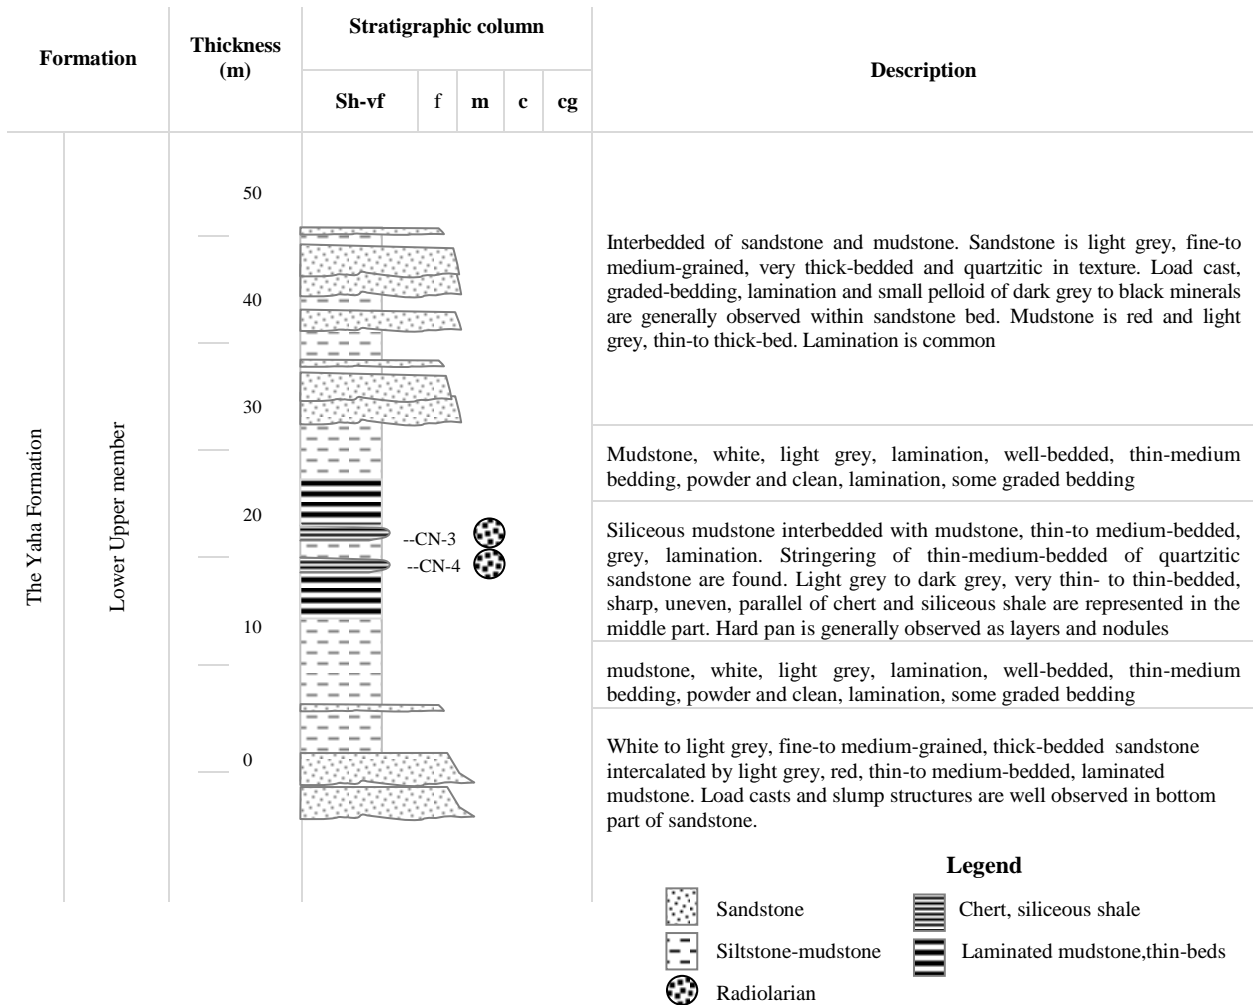 Formation
Thickness
(m)
Stratigraphic column
Description
Sh-vf f m c cg
The Yaha Formation
Lower Upper member
50
40
30
20
10
0
--CN-3
--CN-4
Interbedded of sandstone and mudstone. Sandstone is light grey, fine-to
medium-grained, very thick-bedded and quartzitic in texture. Load cast,
graded-bedding, lamination and small pelloid of dark grey to black minerals
are generally observed within sandstone bed. Mudstone is red and light
grey, thin-to thick-bed. Lamination is common
Mudstone, white, light grey, lamination, well-bedded, thin-medium
bedding, powder and clean, lamination, some graded bedding
Siliceous mudstone interbedded with mudstone, thin-to medium-bedded,
grey, lamination. Stringering of thin-medium-bedded of quartzitic
sandstone are found. Light grey to dark grey, very thin- to thin-bedded,
sharp, uneven, parallel of chert and siliceous shale are represented in the
middle part. Hard pan is generally observed as layers and nodules
mudstone, white, light grey, lamination, well-bedded, thin-medium
bedding, powder and clean, lamination, some graded bedding
White to light grey, fine-to medium-grained, thick-bedded sandstone
intercalated by light grey, red, thin-to medium-bedded, laminated
mudstone. Load casts and slump structures are well observed in bottom
part of sandstone.
Legend
Sandstone
Chert, siliceous shale
Siltstone-mudstone
Laminated mudstone,thin-beds
Radiolarian